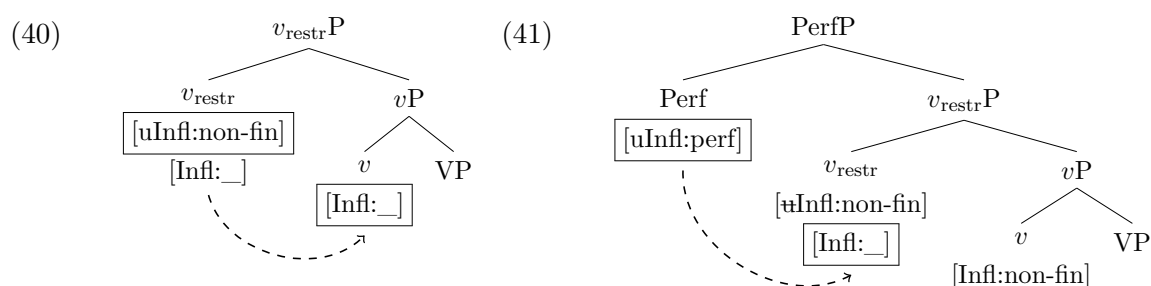 (40) v_restrP (41) PerfP
v_restr vP Perf v_restrP
[uInfl:non-fin] [uInfl:perf]
[Infl:_] v VP v_restr vP
[Infl:_] [u̶Infl:non-fin]
[Infl:_] v VP
[Infl:non-fin]